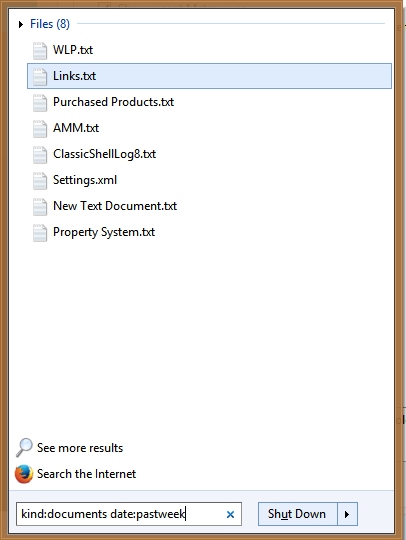 Files (8)
WLP.txt
Links.txt
Purchased Products.txt
AMM.txt
ClassicShellLog8.txt
Settings.xml
New Text Document.txt
Property System.txt
See more results
Search the Internet
kind:documents date:pastweek
Shut Down